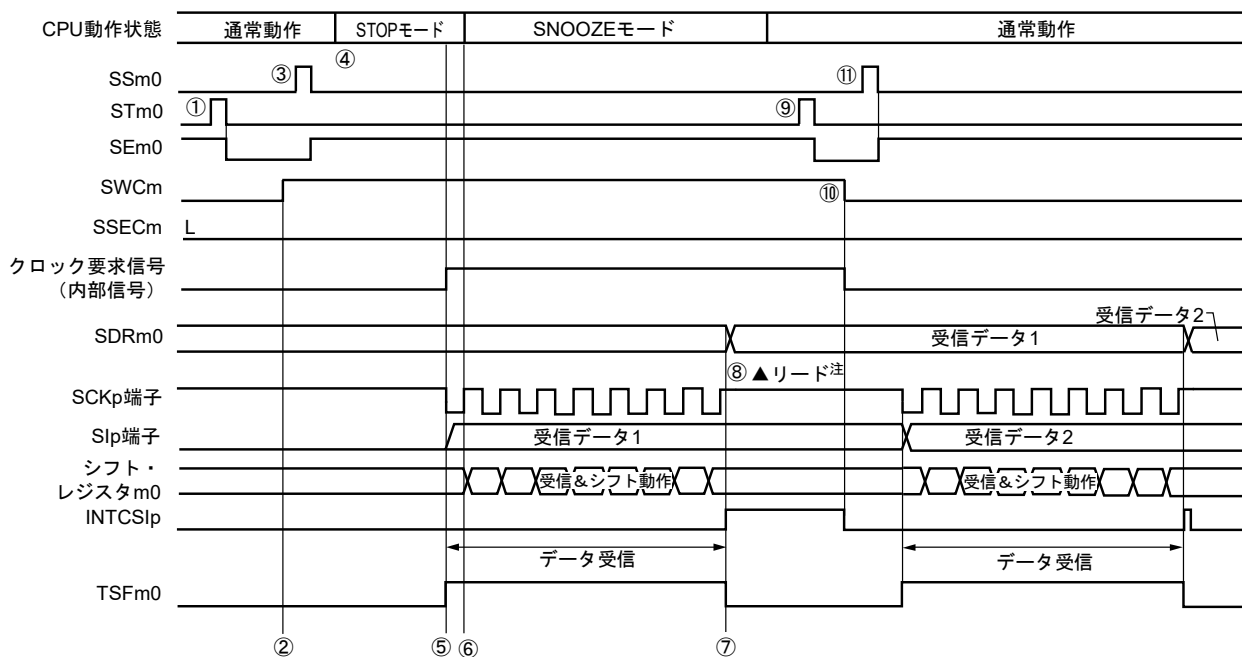 CPU動作状態 通常動作 STOPモード SNOOZEモード 通常動作
④
SSm0 ③ ⑪
STm0 ① ⑨
SEm0
SWCm ⑩
SSECm L
クロック要求信号
(内部信号)
受信データ2
SDRm0 受信データ1
⑧ ▲リード注
SCKp端子
SIp端子 受信データ1 受信データ2
シフト・
レジスタm0 受信&シフト動作 受信&シフト動作
INTCSIp
データ受信 データ受信
TSFm0
② ⑤ ⑥ ⑦